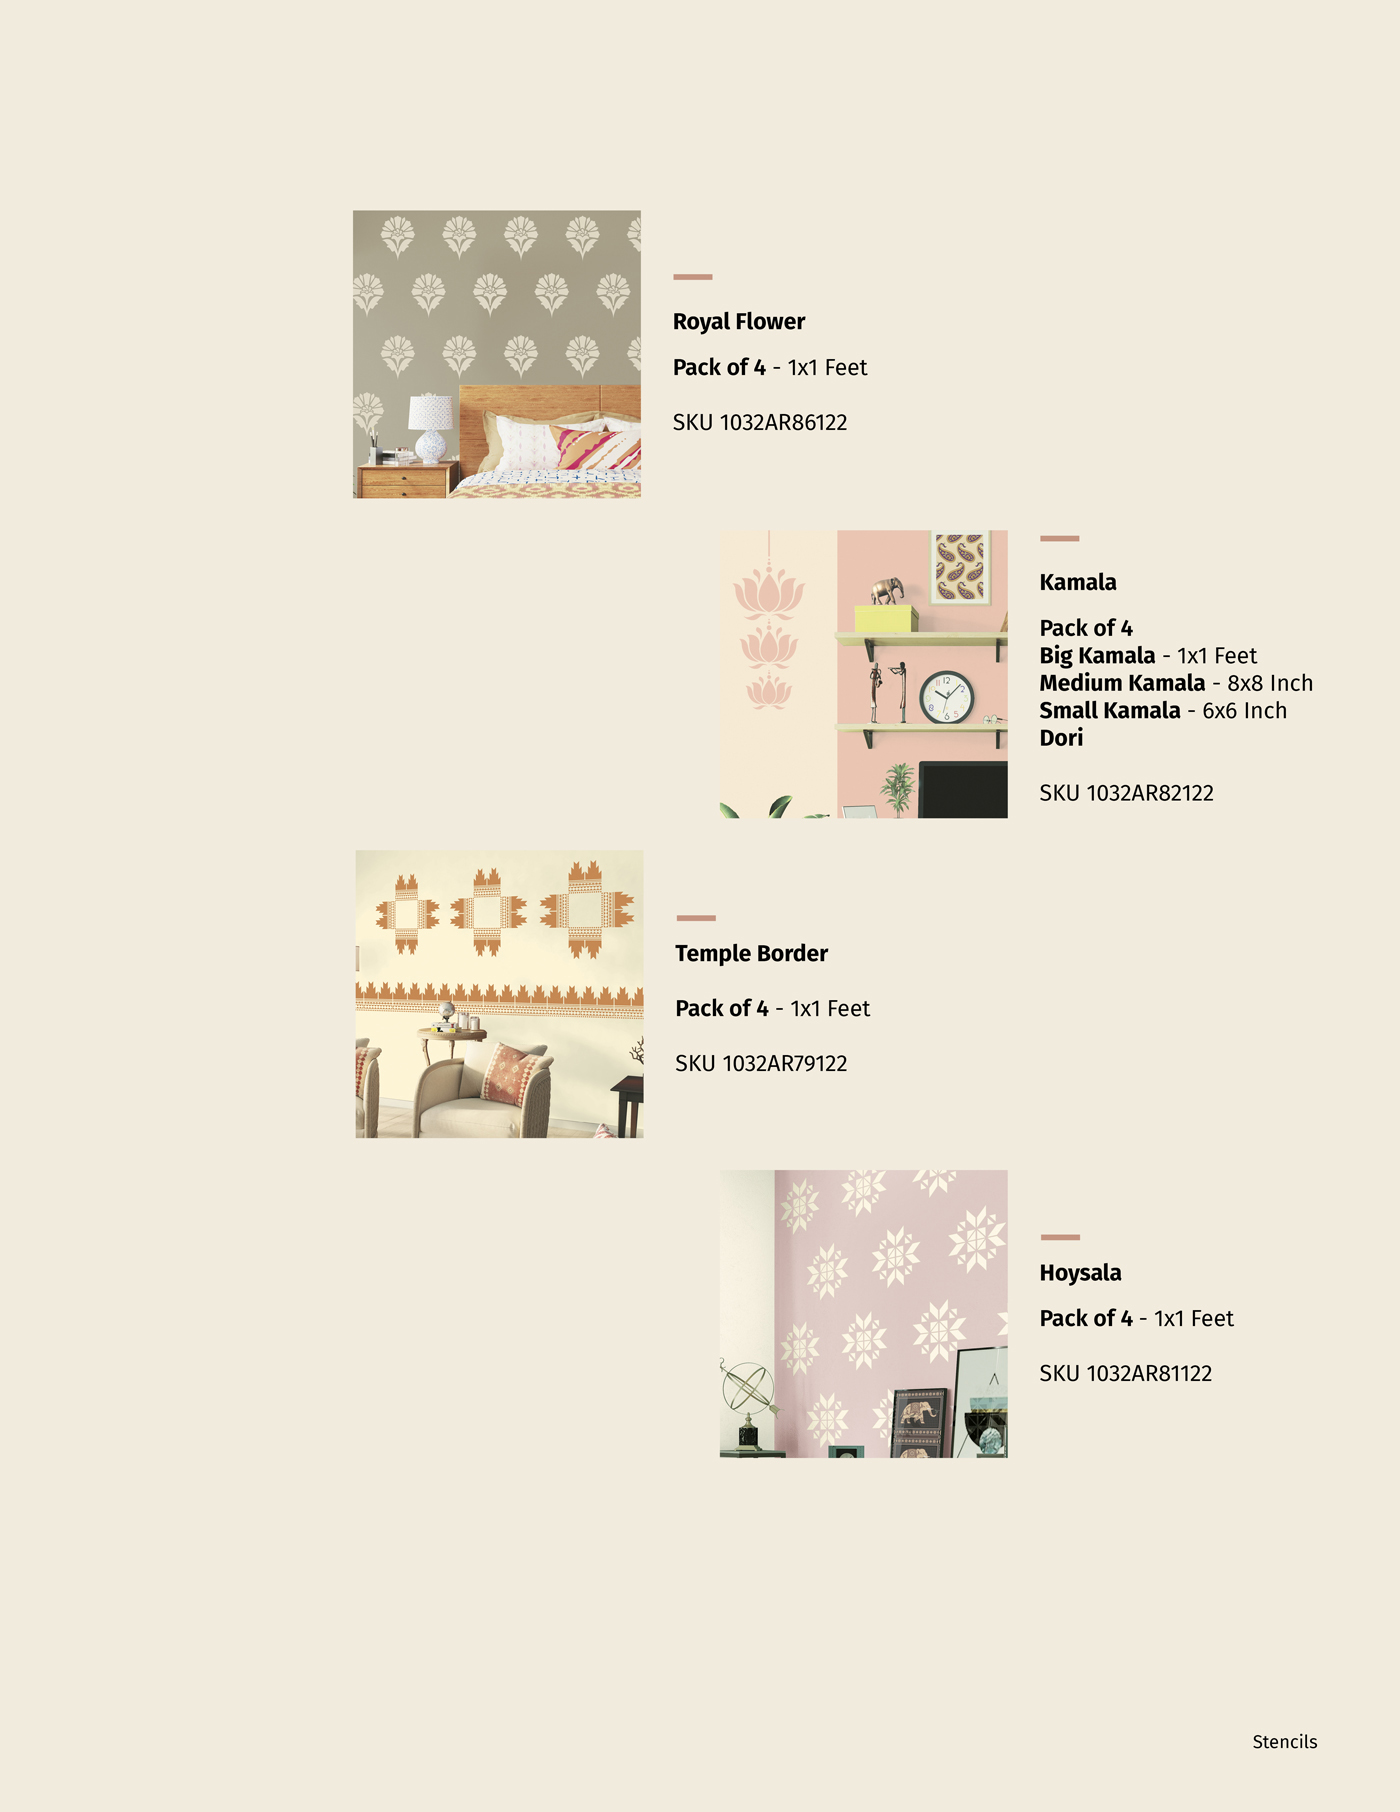 Royal Flower
Pack of 4 - 1x1 Feet
SKU 1032AR86122
Kamala
Pack of 4
Big Kamala - 1x1 Feet
Medium Kamala - 8x8 Inch
Small Kamala - 6x6 Inch
Dori
SKU 1032AR82122
Temple Border
Pack of 4 - 1x1 Feet
SKU 1032AR79122
Hoysala
Pack of 4 - 1x1 Feet
SKU 1032AR81122
Stencils